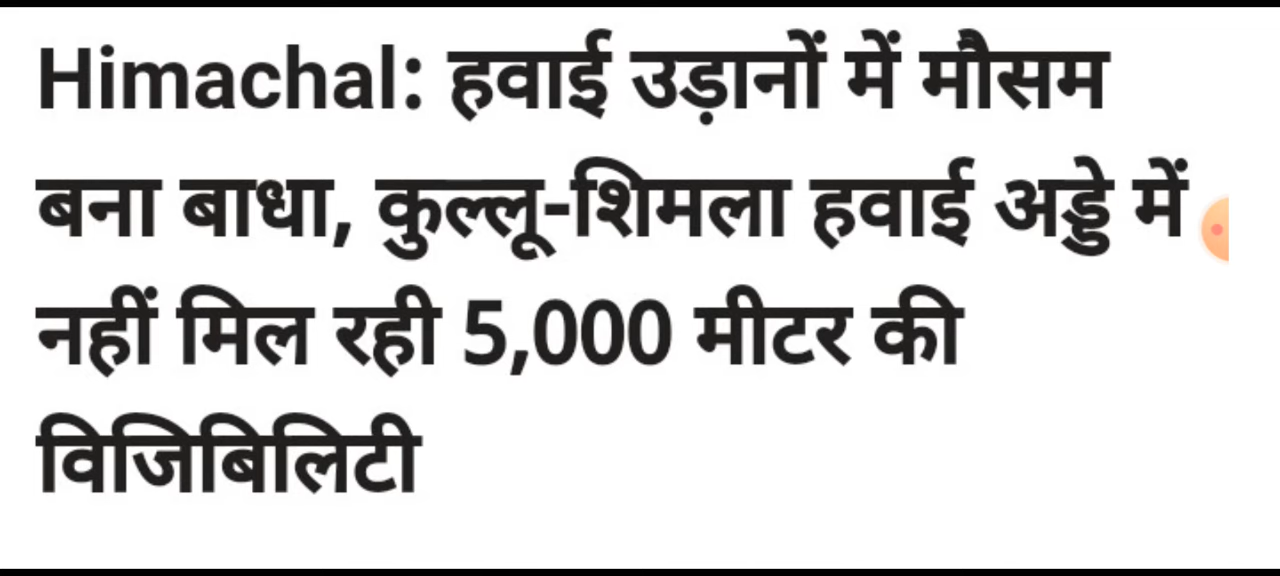 Himachal: हवाई उड़ानों में मौसम
बना बाधा, कुल्लू-शिमला हवाई अड्डे में
नहीं मिल रही 5,000 मीटर की
विजिबिलिटी